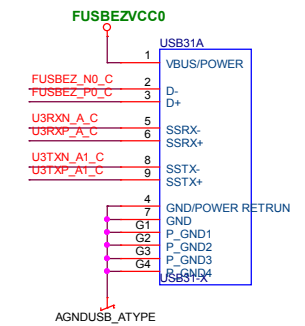 FUSBEZVCC0
USB31A
1 VBUS/POWER
FUSBEZ_N0_C 2 D-
FUSBEZ_P0_C 3 D+
U3RXN_A_C 5 SSRX-
U3RXP_A_C 6 SSRX+
U3TXN_A1_C 8 SSTX-
U3TXP_A1_C 9 SSTX+
4 GND/POWER RETRUN
7 GND
G1 P_GND1
G2 P_GND2
G3 P_GND3
G4 P_GND4
USB31-X
AGNDUSB_ATYPE